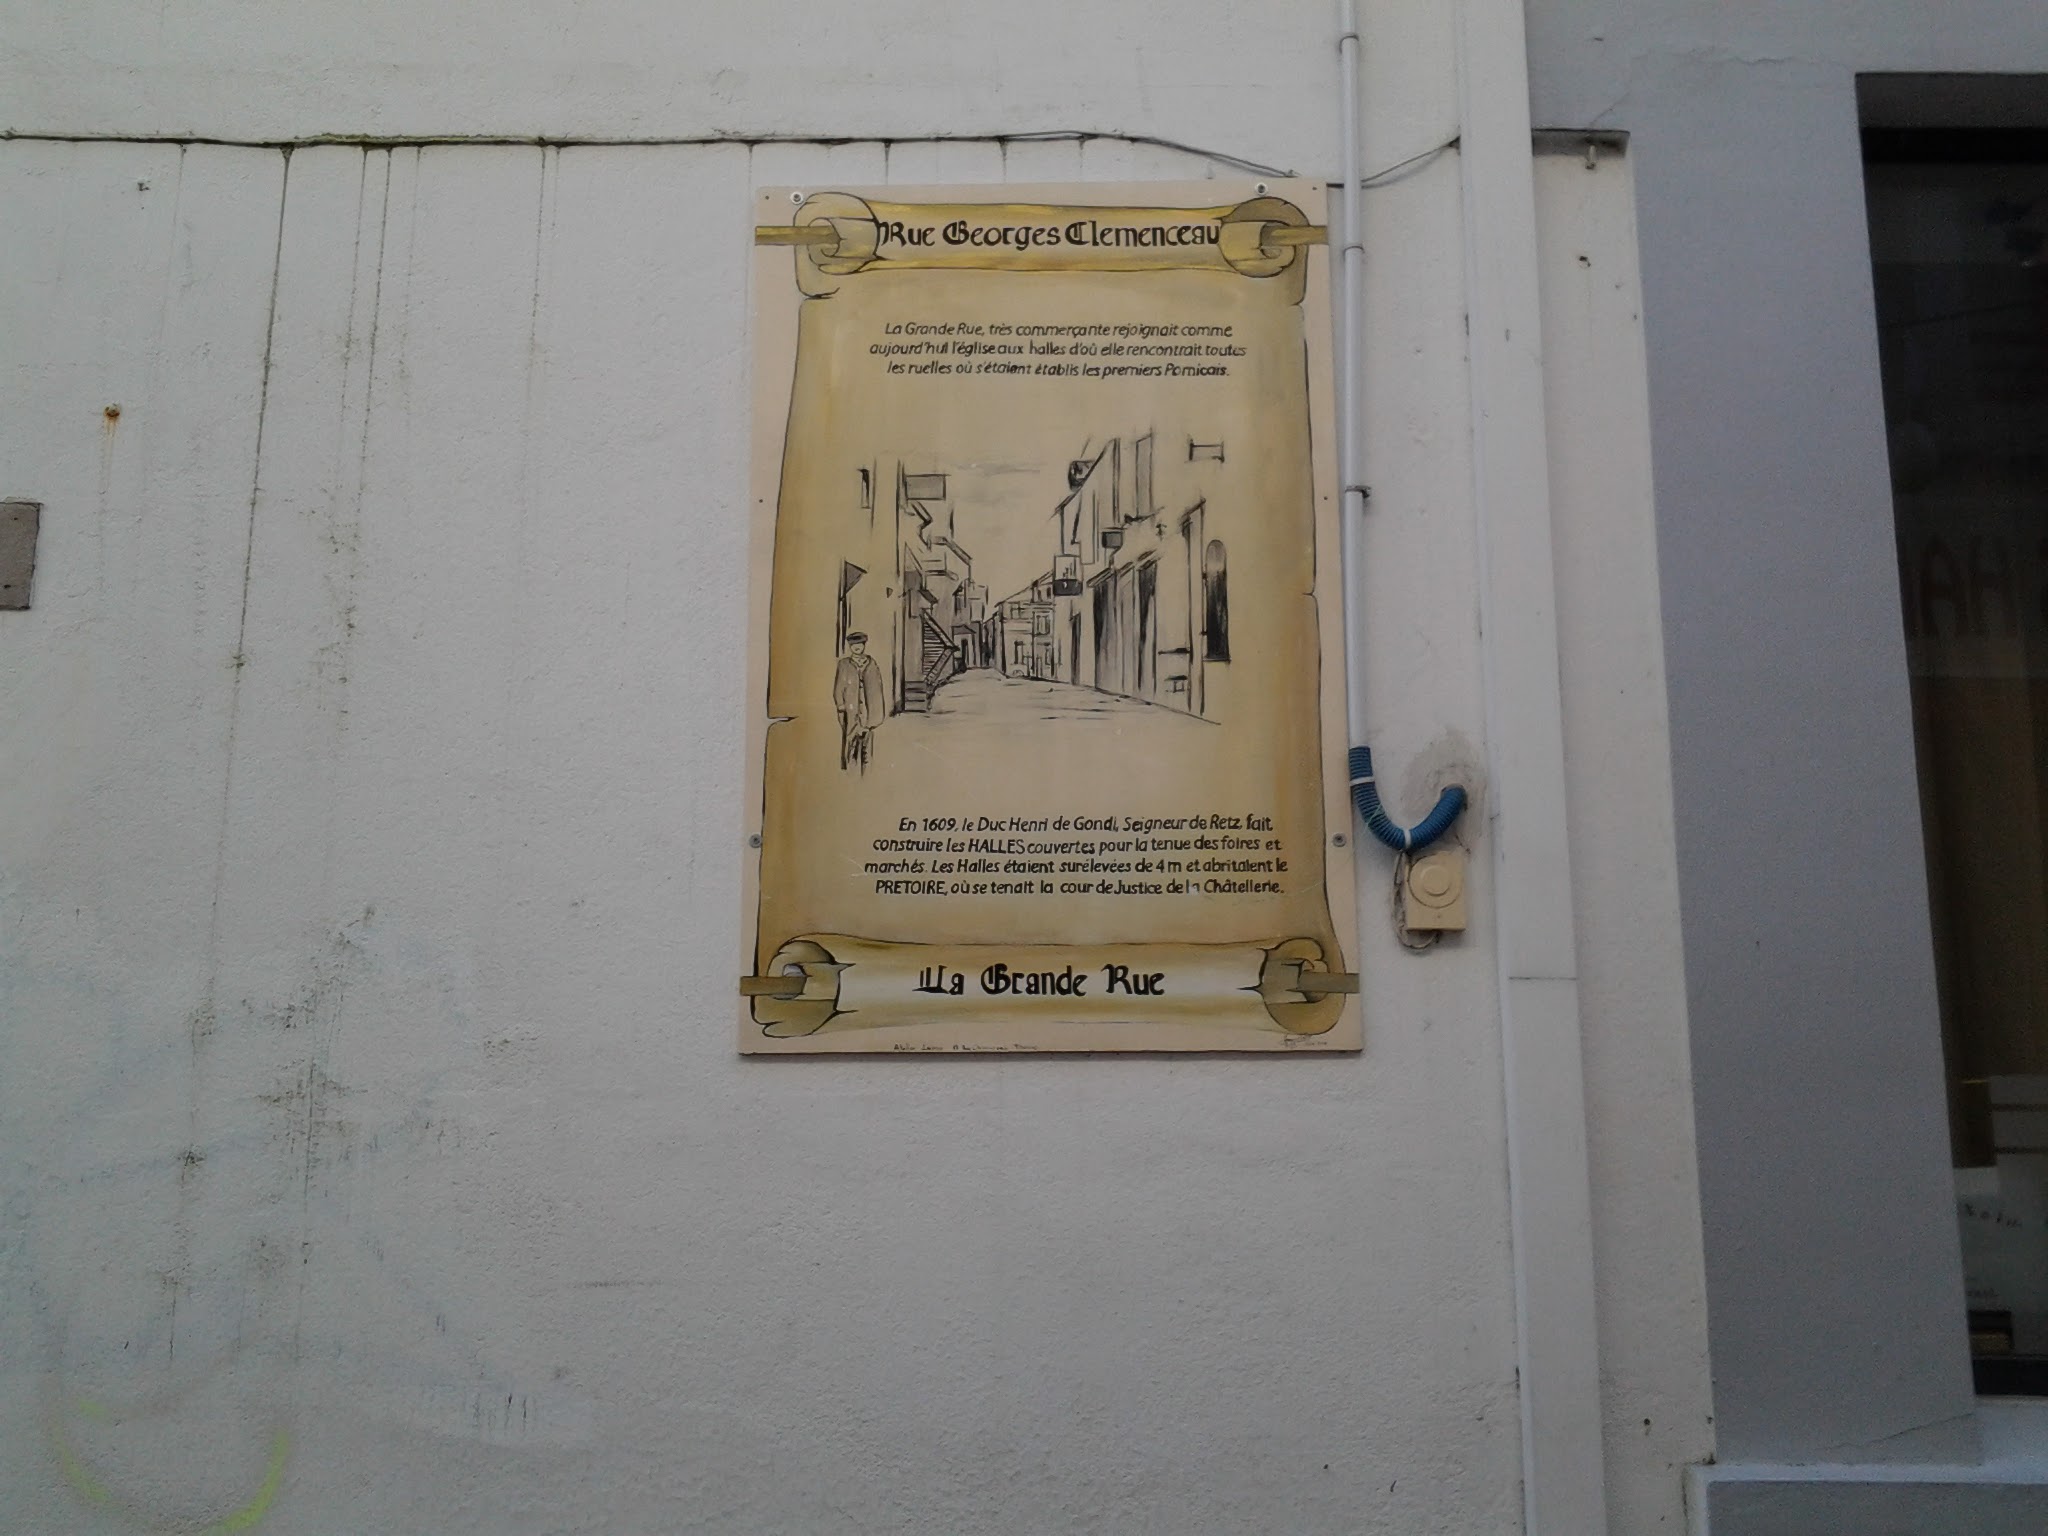 Rue Georges Clemenceau
La Grande Rue, très commerçante rejoignait comme
aujourd'hui l'église aux halles d'où elle rencontrait toutes
les ruelles où s'étaient établis les premiers Pornicais.
En 1609, le Duc Henri de Gondi, Seigneur de Retz, fait
construire les HALLES couvertes pour la tenue des foires et
marchés. Les Halles étaient surélevées de 4 m et abritaient le
PRETOIRE, où se tenait la cour de Justice de la Châtellerie.
La Grande Rue